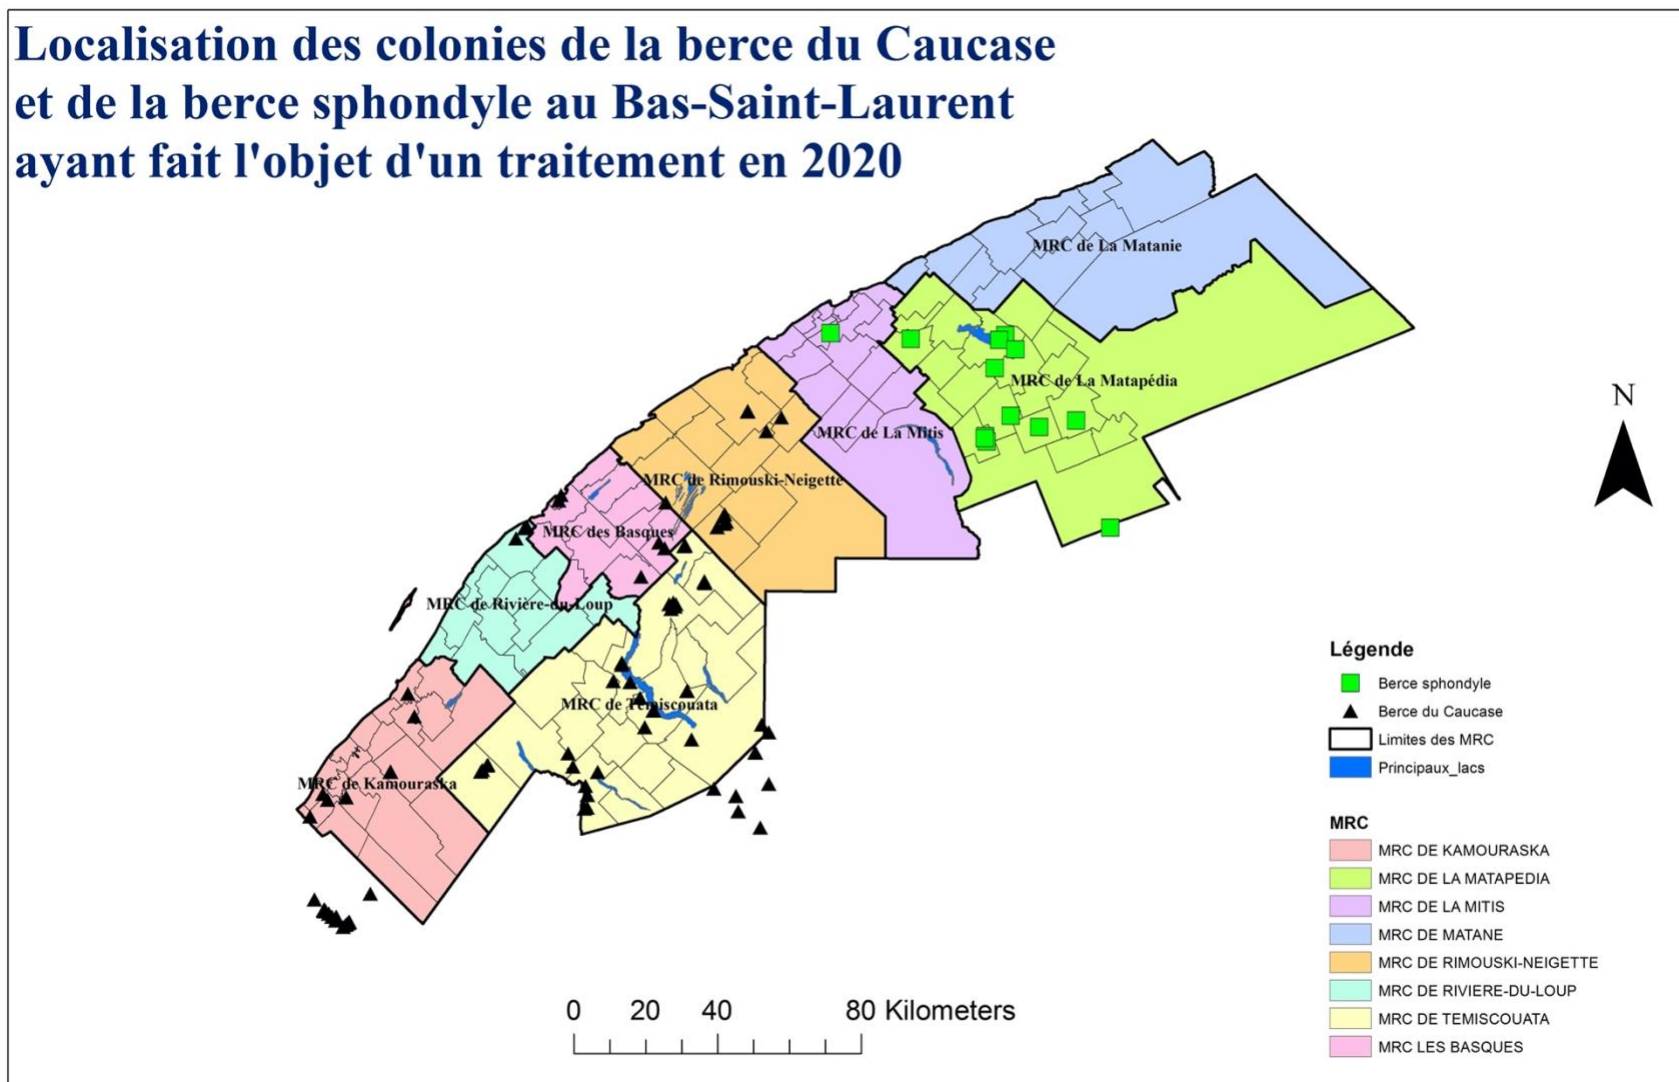 Localisation des colonies de la berce du Caucase
et de la berce sphondyle au Bas-Saint-Laurent
ayant fait l'objet d'un traitement en 2020
MRC de La Matanie
MRC de La Matapédia
MRC de La Mitis
MRC de Rimouski-Neigette
MRC des Basques
MRC de Rivière-du-Loup
MRC de Témiscouata
MRC de Kamouraska
N
Légende
Berce sphondyle
Berce du Caucase
Limites des MRC
Principaux_lacs
MRC
MRC DE KAMOURASKA
MRC DE LA MATAPEDIA
MRC DE LA MITIS
MRC DE MATANE
MRC DE RIMOUSKI-NEIGETTE
MRC DE RIVIERE-DU-LOUP
MRC DE TEMISCOUATA
MRC LES BASQUES
0 20 40 80 Kilometers